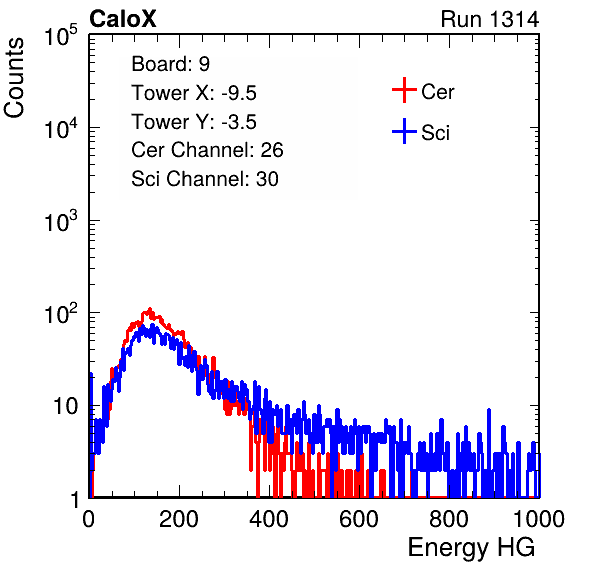 CaloX Run 1314
Board: 9
Tower X: -9.5
Tower Y: -3.5
Cer Channel: 26
Sci Channel: 30
Cer
Sci
Counts
10^5
10^4
10^3
10^2
10
1
0 200 400 600 800 1000
Energy HG